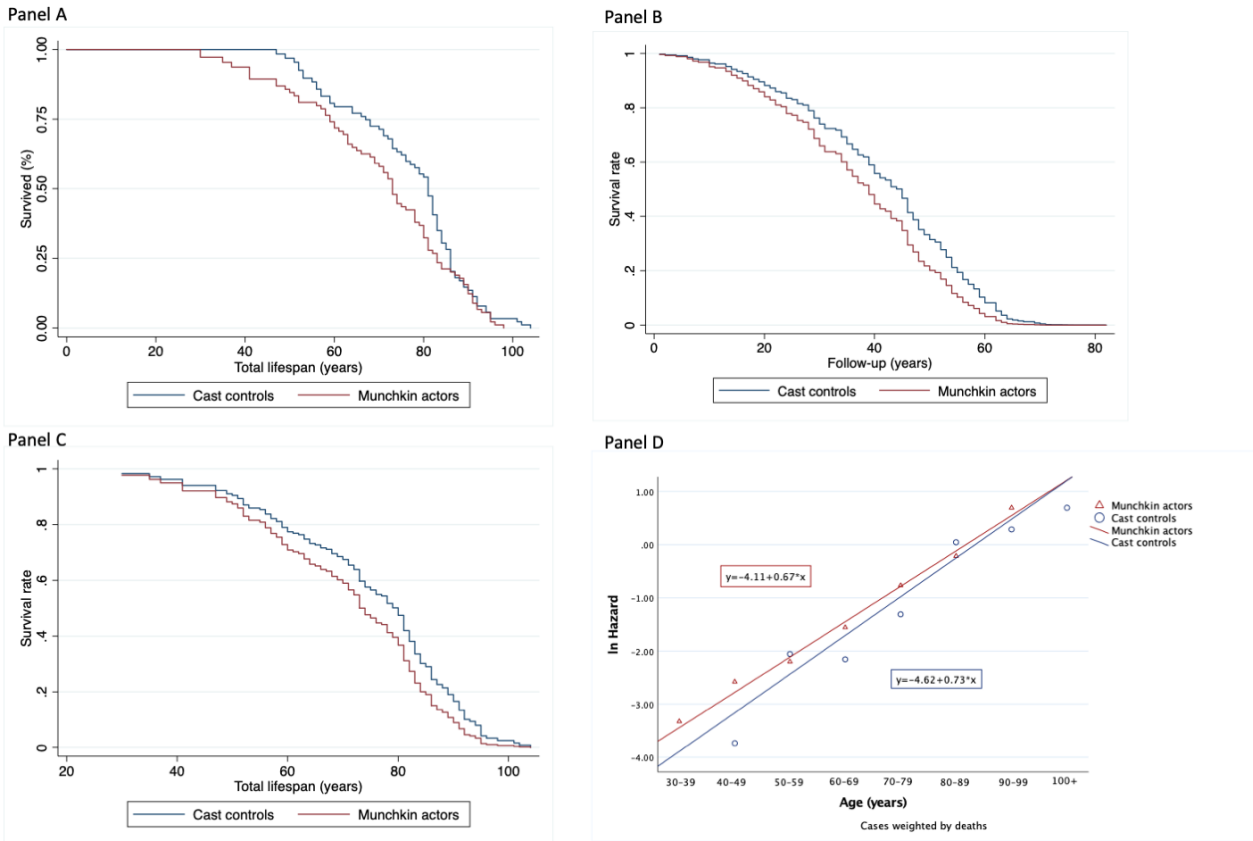 Panel A
Survived (%)
1.00
0.75
0.50
0.25
0.00
0 20 40 60 80 100
Total lifespan (years)
Cast controls Munchkin actors
Panel B
Survival rate
1
.8
.6
.4
.2
0
0 20 40 60 80
Follow-up (years)
Cast controls Munchkin actors
Panel C
Survival rate
1
.8
.6
.4
.2
0
20 40 60 80 100
Total lifespan (years)
Cast controls Munchkin actors
Panel D
ln Hazard
1.00
.00
-1.00
-2.00
-3.00
-4.00
y=-4.11+0.67*x
y=-4.62+0.73*x
30-39 40-49 50-59 60-69 70-79 80-89 90-99 100+
Age (years)
Cases weighted by deaths
Munchkin actors
Cast controls
Munchkin actors
Cast controls